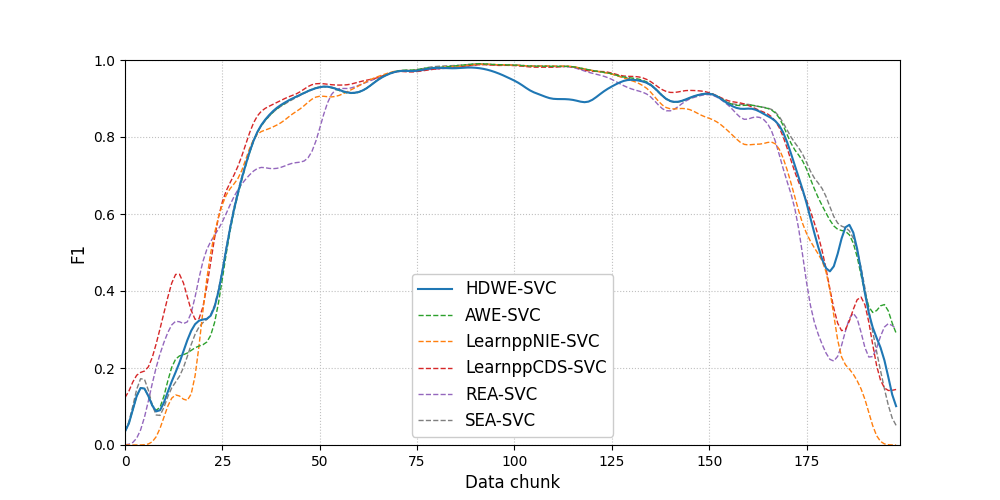 1.0
0.8
0.6
0.4
0.2
0.0
F1
HDWE-SVC
AWE-SVC
LearnppNIE-SVC
LearnppCDS-SVC
REA-SVC
SEA-SVC
0 25 50 75 100 125 150 175
Data chunk